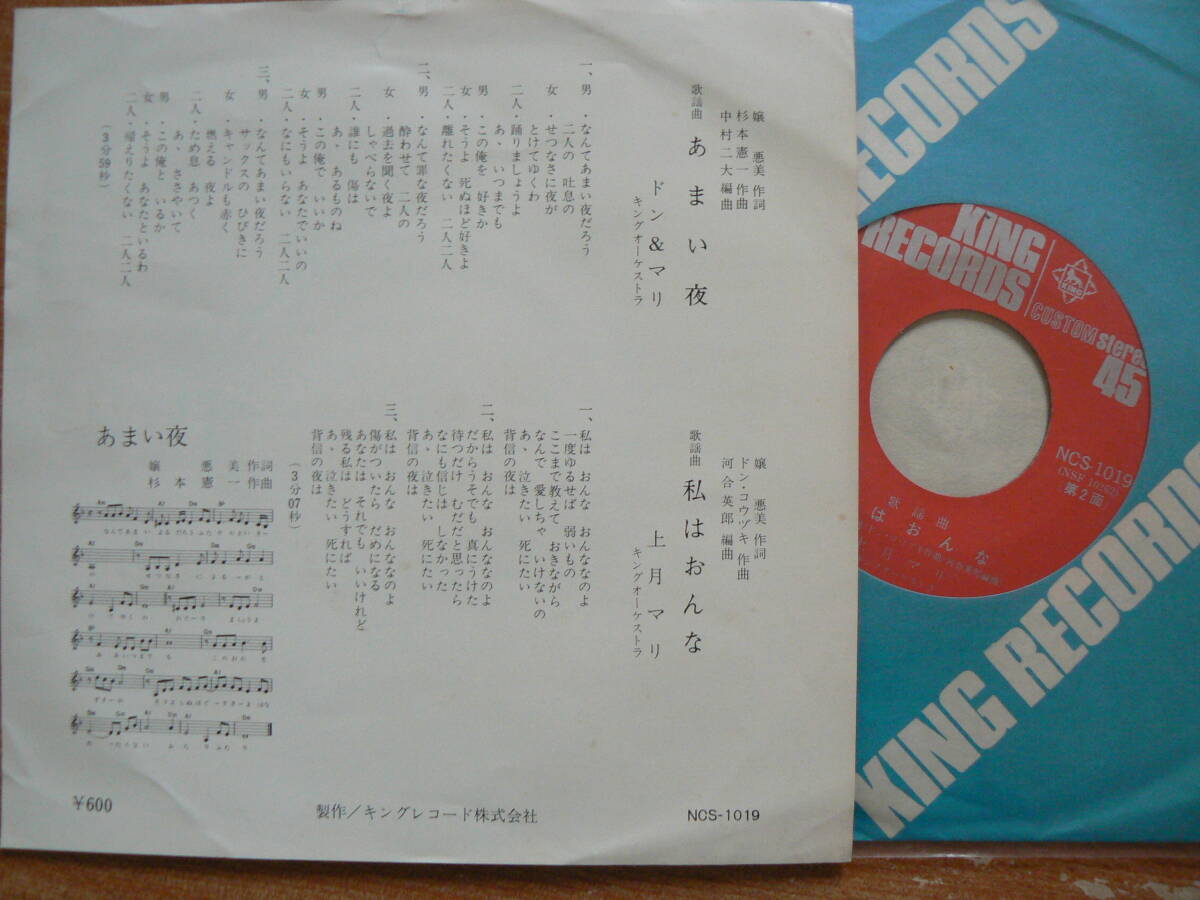 嬢 悪美 作詞
杉本憲一 作曲
中村二大 編曲
歌謡曲 あまい夜
ドン&マリ
キングオーケストラ
一、男・なんてあまい夜だろう
二人の 吐息の
女・せつなさに夜が
とけてゆくわ
二人・踊りましょうよ
あゝ いつまでも
男・この俺を 好きか
女・そうよ 死ぬほど好きよ
二人・離れたくない 二人二人
二、男・なんて罪な夜だろう
酔わせて 二人の
女・過去を聞く夜よ
しゃべらないで
二人・誰にも 傷は
あゝ あるものね
男・この俺で いいか
女・そうよ あなたでいいの
二人・なにもいらない 二人二人
三、男・なんてあまい夜だろう
サックスの ひびきに
女・キャンドルも赤く
燃える 夜よ
二人・ため息 あつく
あゝ ささやいて
男・この俺と いるか
女・そうよ あなたといるわ
二人・帰えりたくない 二人二人
(3分59秒)
嬢 悪美 作詞
ドン・コウヅキ 作曲
河合英郎 編曲
歌謡曲 私はおんな
上月マリ
キングオーケストラ
一、私は おんな おんななのよ
一度ゆるせば 弱いもの
ここまで教えて おきながら
なんで 愛しちゃ いけないの
あゝ 泣きたい 死にたい
背信の夜は
二、私は おんな おんななのよ
だからうそでも 真にうけた
待つだけ むだだと思ったら
なにも信じは しなかった
あゝ 泣きたい 死にたい
背信の夜は
三、私は おんな おんななのよ
傷がついたら だめになる
あなたは それでも いいけれど
残る私は どうすれば
あゝ 泣きたい 死にたい
背信の夜は
(3分07秒)
あまい夜
嬢 悪美 作詞
杉本憲一 作曲
¥600
製作/キングレコード株式会社
NCS-1019
KING RECORDS
KING
CUSTOM stereo
45
NCS-1019
(NSF 10262)
第2面
歌謡曲
はおんな
月マリ
RECORDS
KING RECORDS